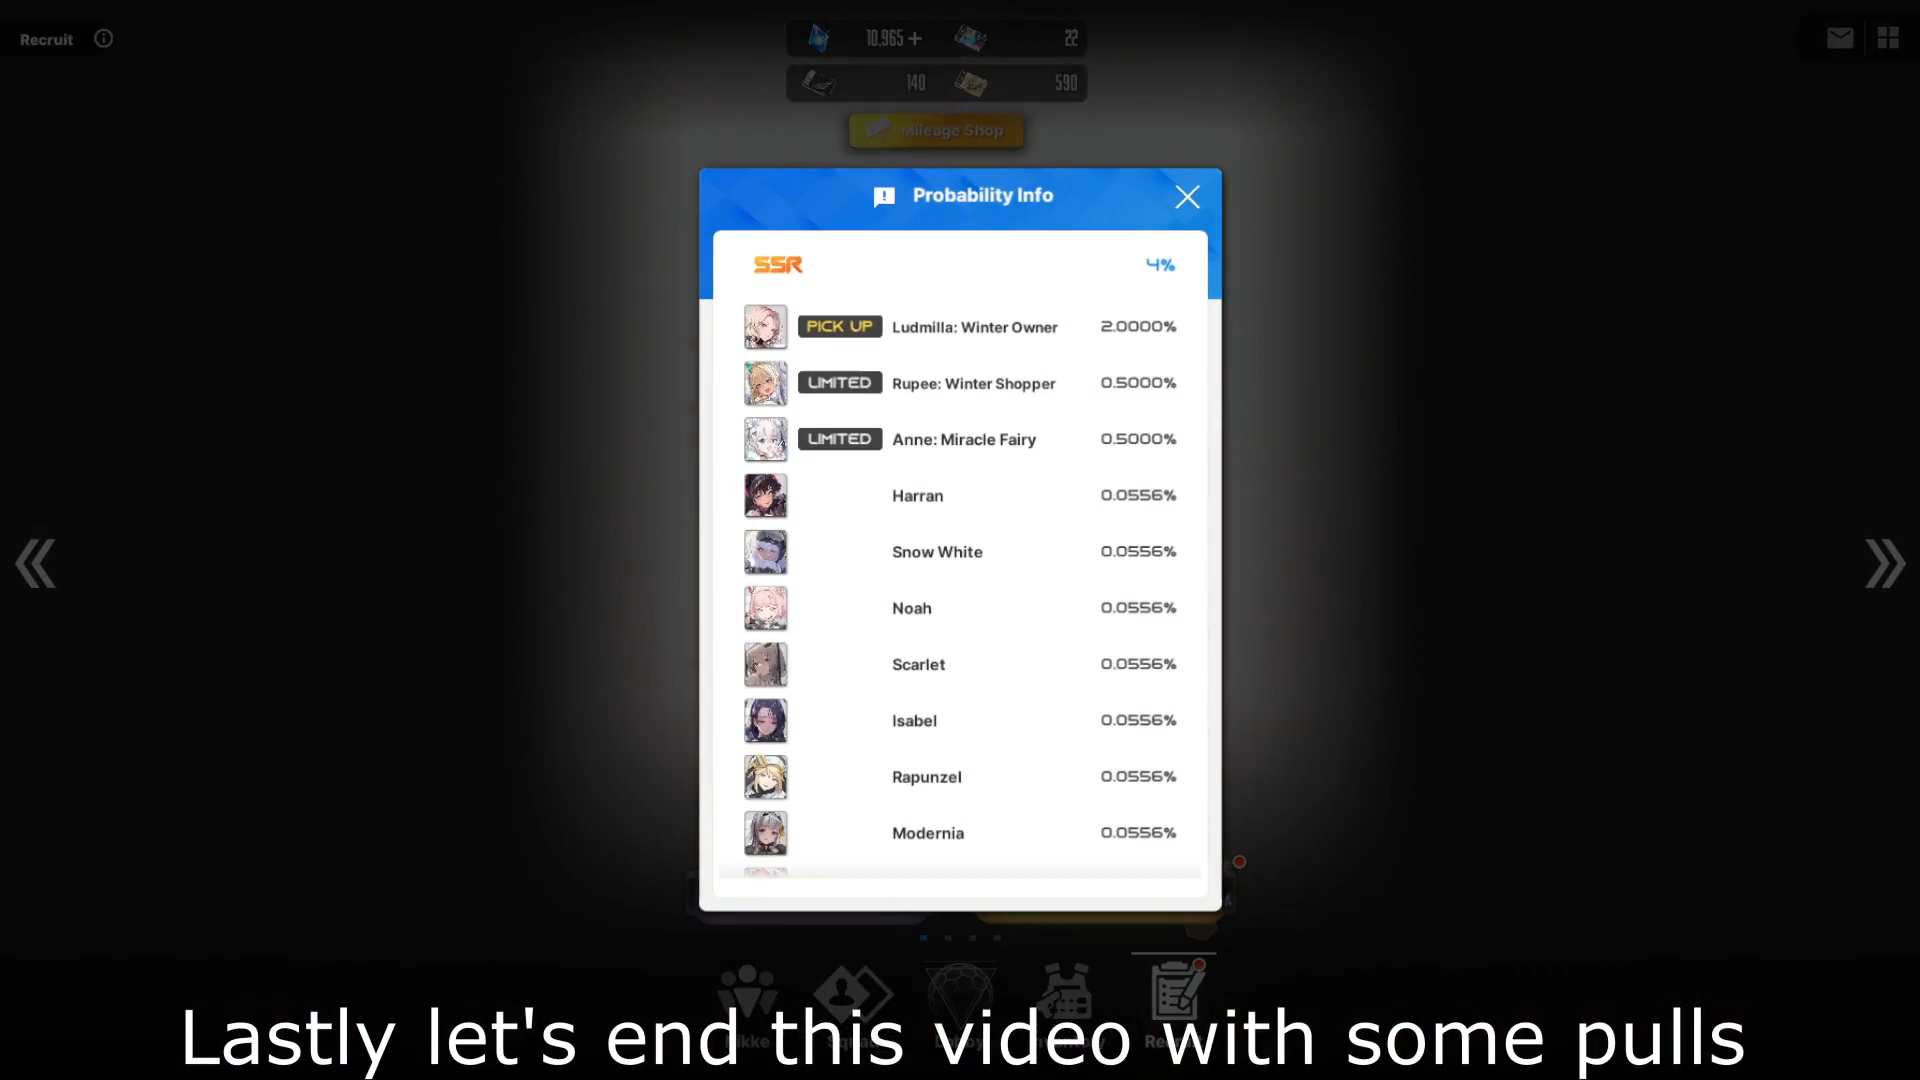 Recruit
10,965 +
22
140
590
Mileage Shop
Probability Info
SSR
4%
PICK UP Ludmilla: Winter Owner 2.0000%
LIMITED Rupee: Winter Shopper 0.5000%
LIMITED Anne: Miracle Fairy 0.5000%
Harran 0.0556%
Snow White 0.0556%
Noah 0.0556%
Scarlet 0.0556%
Isabel 0.0556%
Rapunzel 0.0556%
Modernia 0.0556%
Lastly let's end this video with some pulls